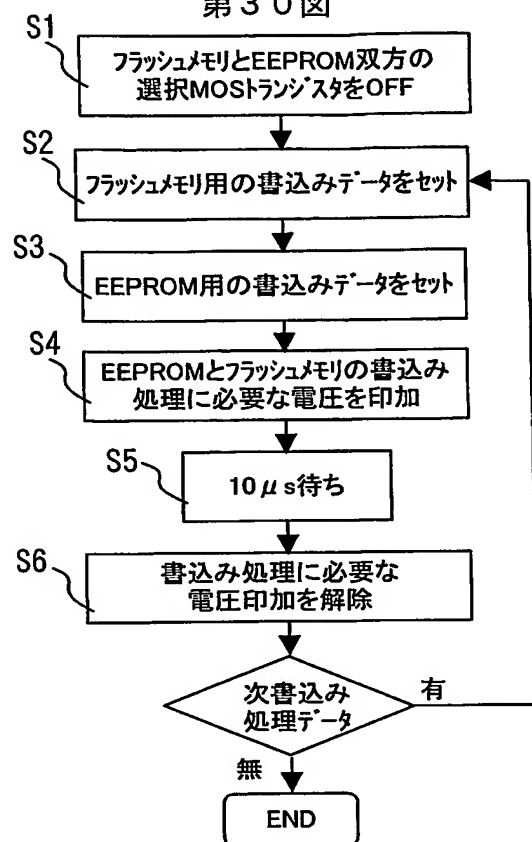 第30図
S1
フラッシュメモリとEEPROM双方の
選択MOSトランジスタをOFF
S2
フラッシュメモリ用の書込みデータをセット
S3
EEPROM用の書込みデータをセット
S4
EEPROMとフラッシュメモリの書込み
処理に必要な電圧を印加
S5
10μs待ち
S6
書込み処理に必要な
電圧印加を解除
次書込み
処理データ
有
無
END